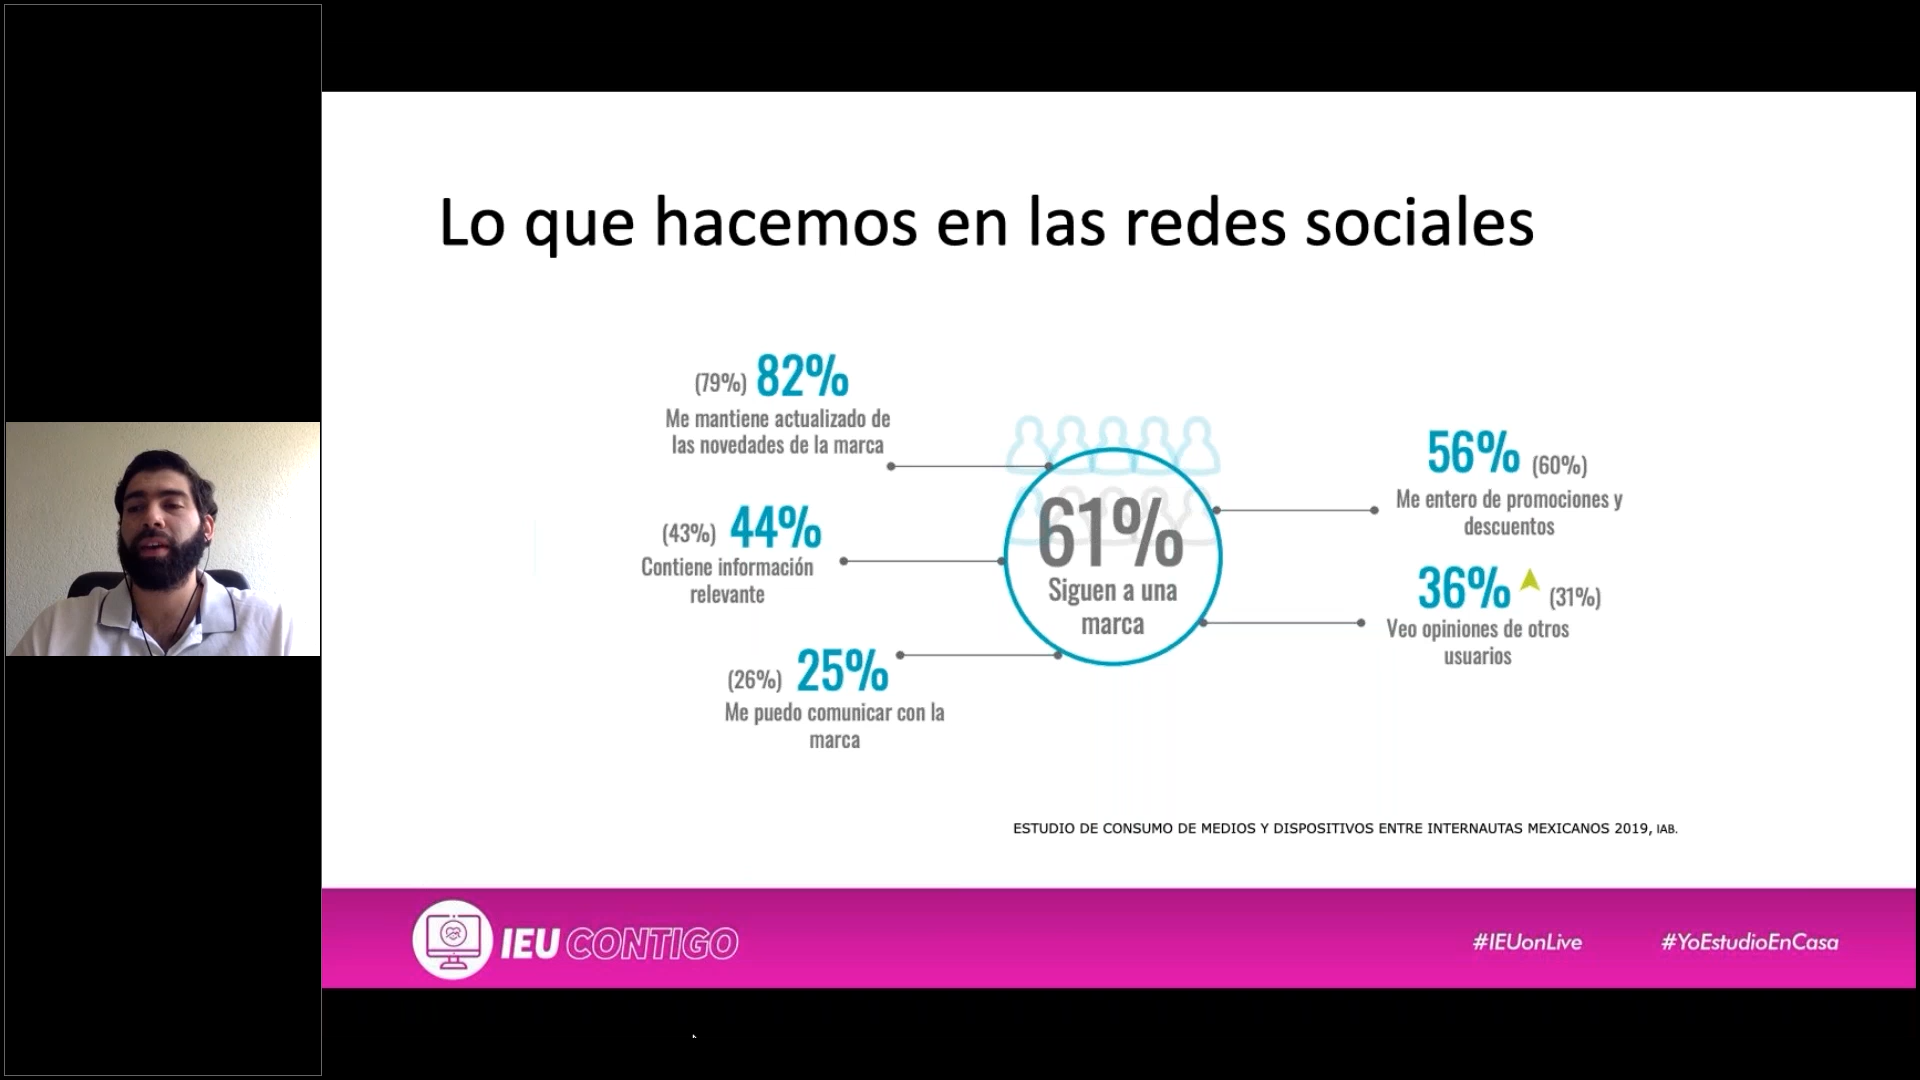 Lo que hacemos en las redes sociales
(79%) 82%
Me mantiene actualizado de
las novedades de la marca
(43%) 44%
Contiene información
relevante
(26%) 25%
Me puedo comunicar con la
marca
61%
Siguen a una
marca
56% (60%)
Me entero de promociones y
descuentos
36% (31%)
Veo opiniones de otros
usuarios
ESTUDIO DE CONSUMO DE MEDIOS Y DISPOSITIVOS ENTRE INTERNAUTAS MEXICANOS 2019, IAB.
IEU CONTIGO
#IEUonLive
#YoEstudioEnCasa